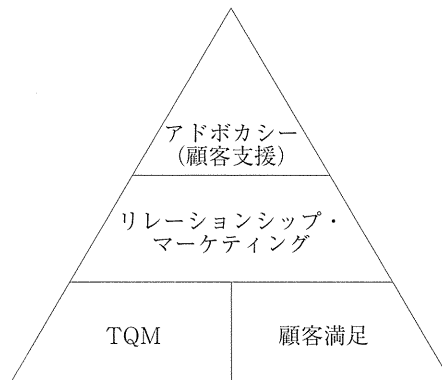 アドボカシー
(顧客支援)
リレーションシップ・
マーケティング
TQM
顧客満足